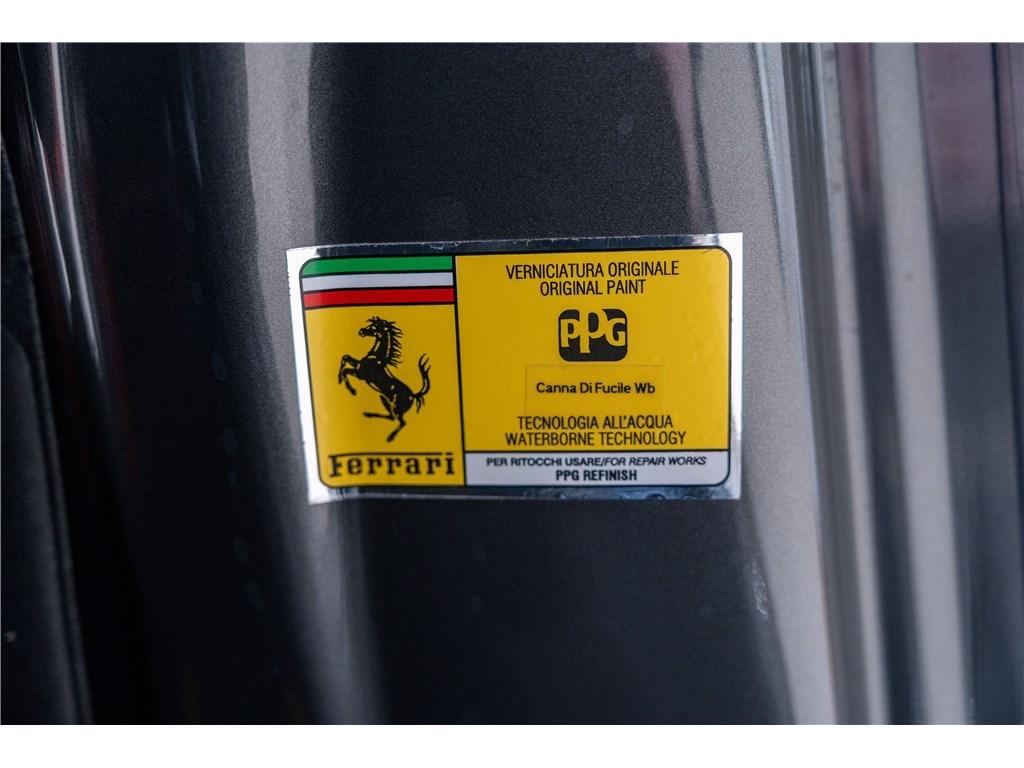 VERNICIATURA ORIGINALE
ORIGINAL PAINT
PPG
Canna Di Fucile Wb
TECNOLOGIA ALL'ACQUA
WATERBORNE TECHNOLOGY
Ferrari
PER RITOCCHI USARE/FOR REPAIR WORKS
PPG REFINISH